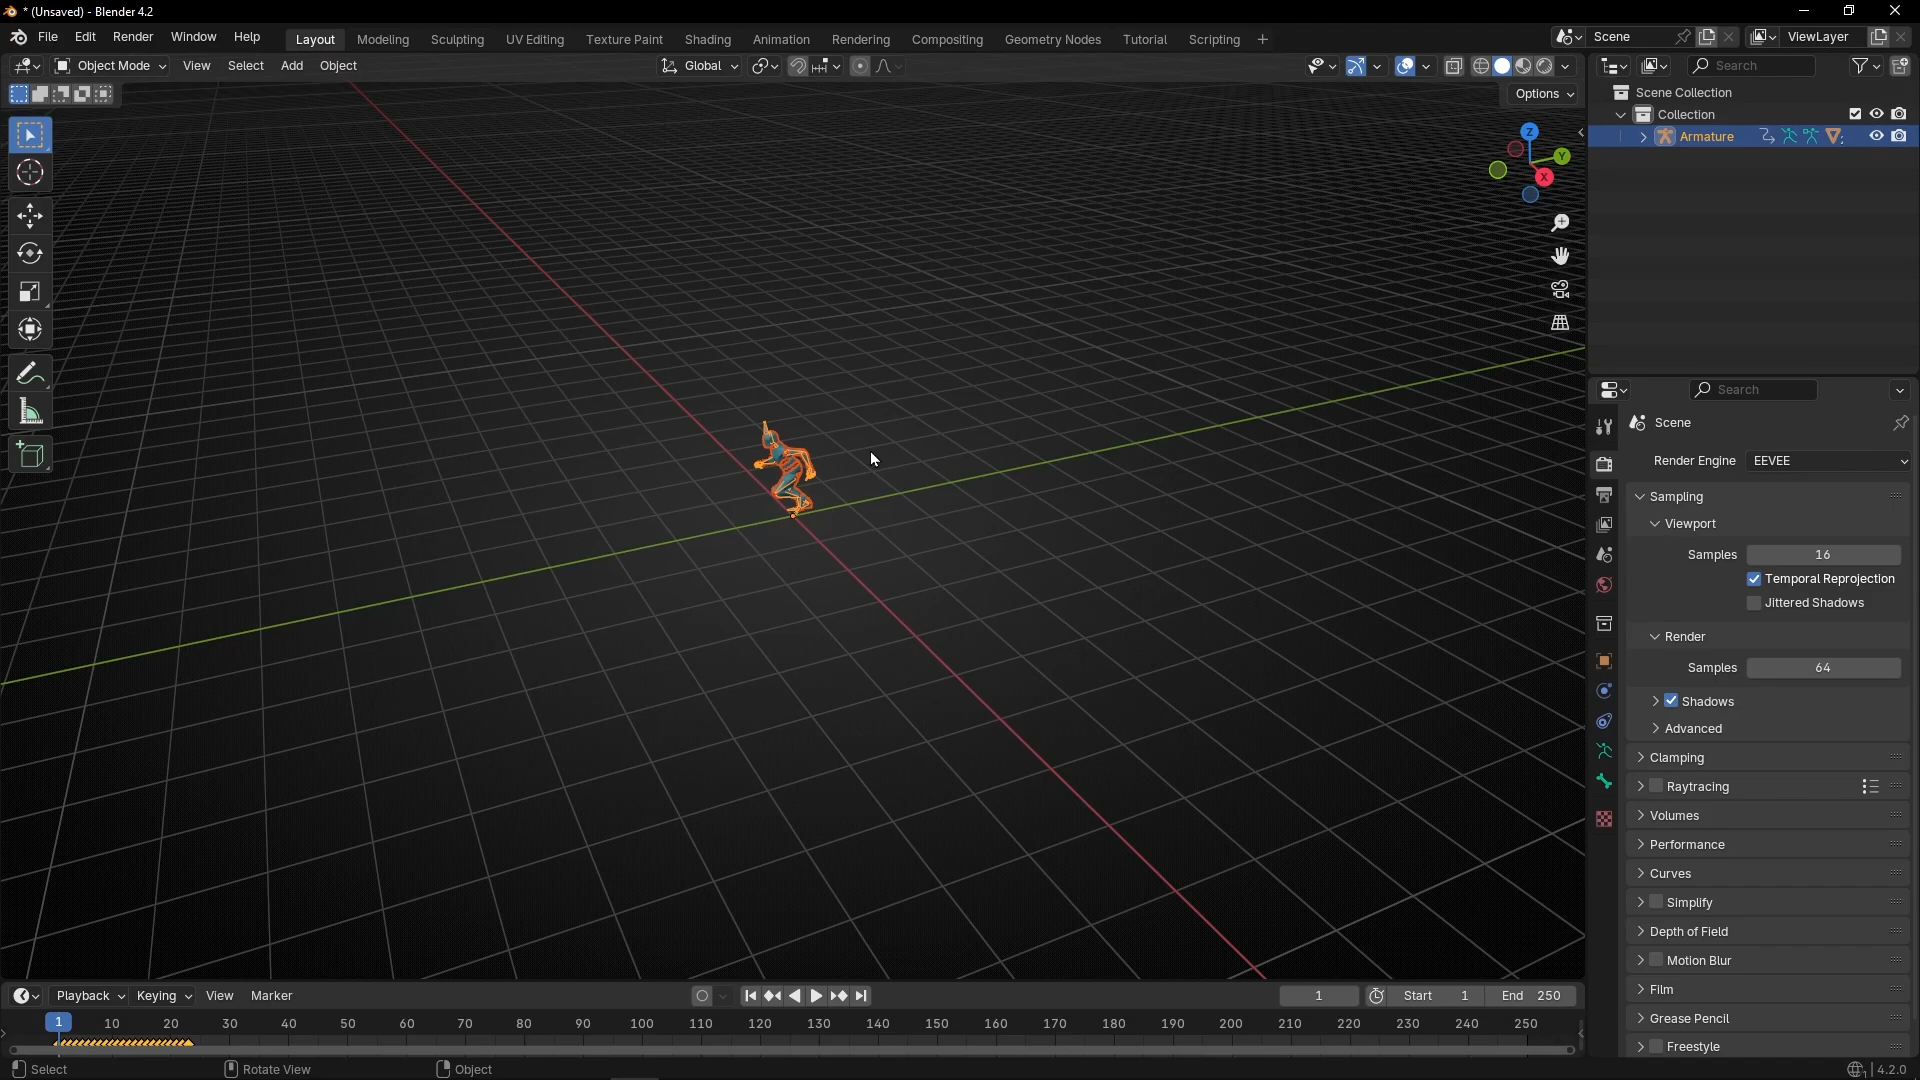 * (Unsaved) - Blender 4.2
File Edit Render Window Help Layout Modeling Sculpting UV Editing Texture Paint Shading Animation Rendering Compositing Geometry Nodes Tutorial Scripting + Scene ViewLayer
Object Mode View Select Add Object Global Search
Options
Scene Collection
Collection
Armature
Z
Y
X
Search
Scene
Render Engine EEVEE
Sampling
Viewport
Samples 16
Temporal Reprojection
Jittered Shadows
Render
Samples 64
Shadows
Advanced
Clamping
Raytracing
Volumes
Performance
Curves
Simplify
Depth of Field
Motion Blur
Film
Grease Pencil
Freestyle
Playback Keying View Marker 1 Start 1 End 250
1 10 20 30 40 50 60 70 80 90 100 110 120 130 140 150 160 170 180 190 200 210 220 230 240 250
Select Rotate View Object 4.2.0